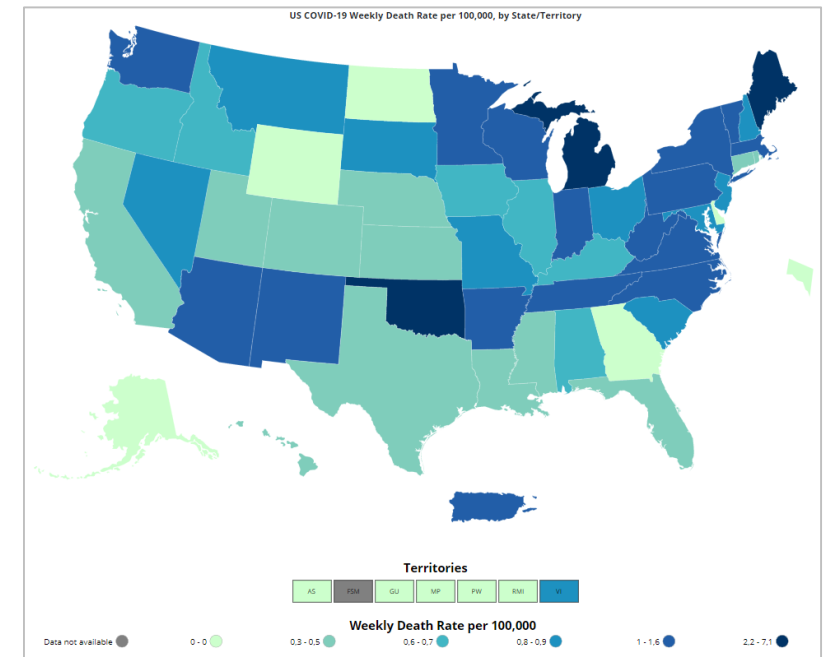 US COVID-19 Weekly Death Rate per 100,000, by State/Territory
Territories
AS FSM GU MP PW RMI VI
Weekly Death Rate per 100,000
Data not available 0 - 0 0.3 - 0.5 0.6 - 0.7 0.8 - 0.9 1 - 1.6 2.2 - 7.1